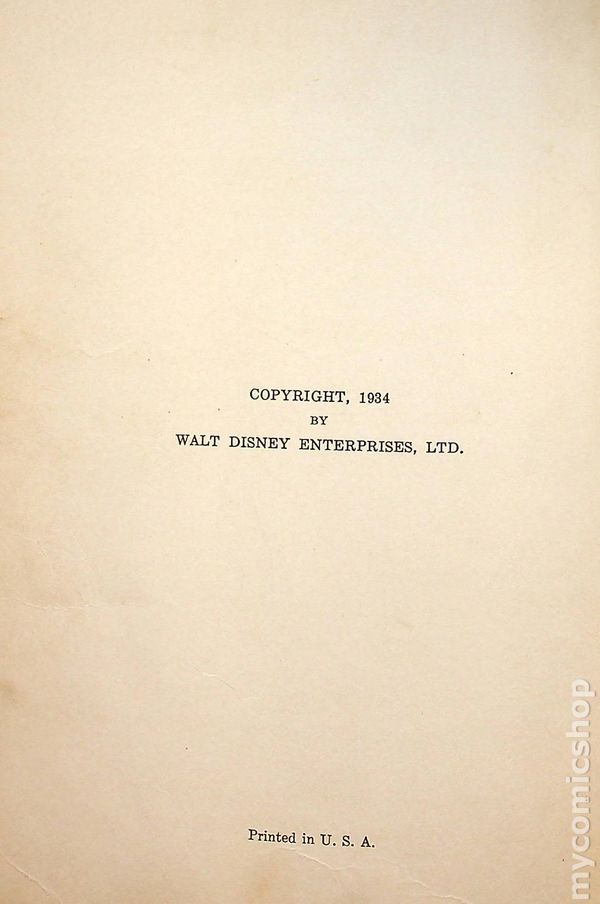 COPYRIGHT, 1934
BY
WALT DISNEY ENTERPRISES, LTD.
Printed in U. S. A.
mycomicshop